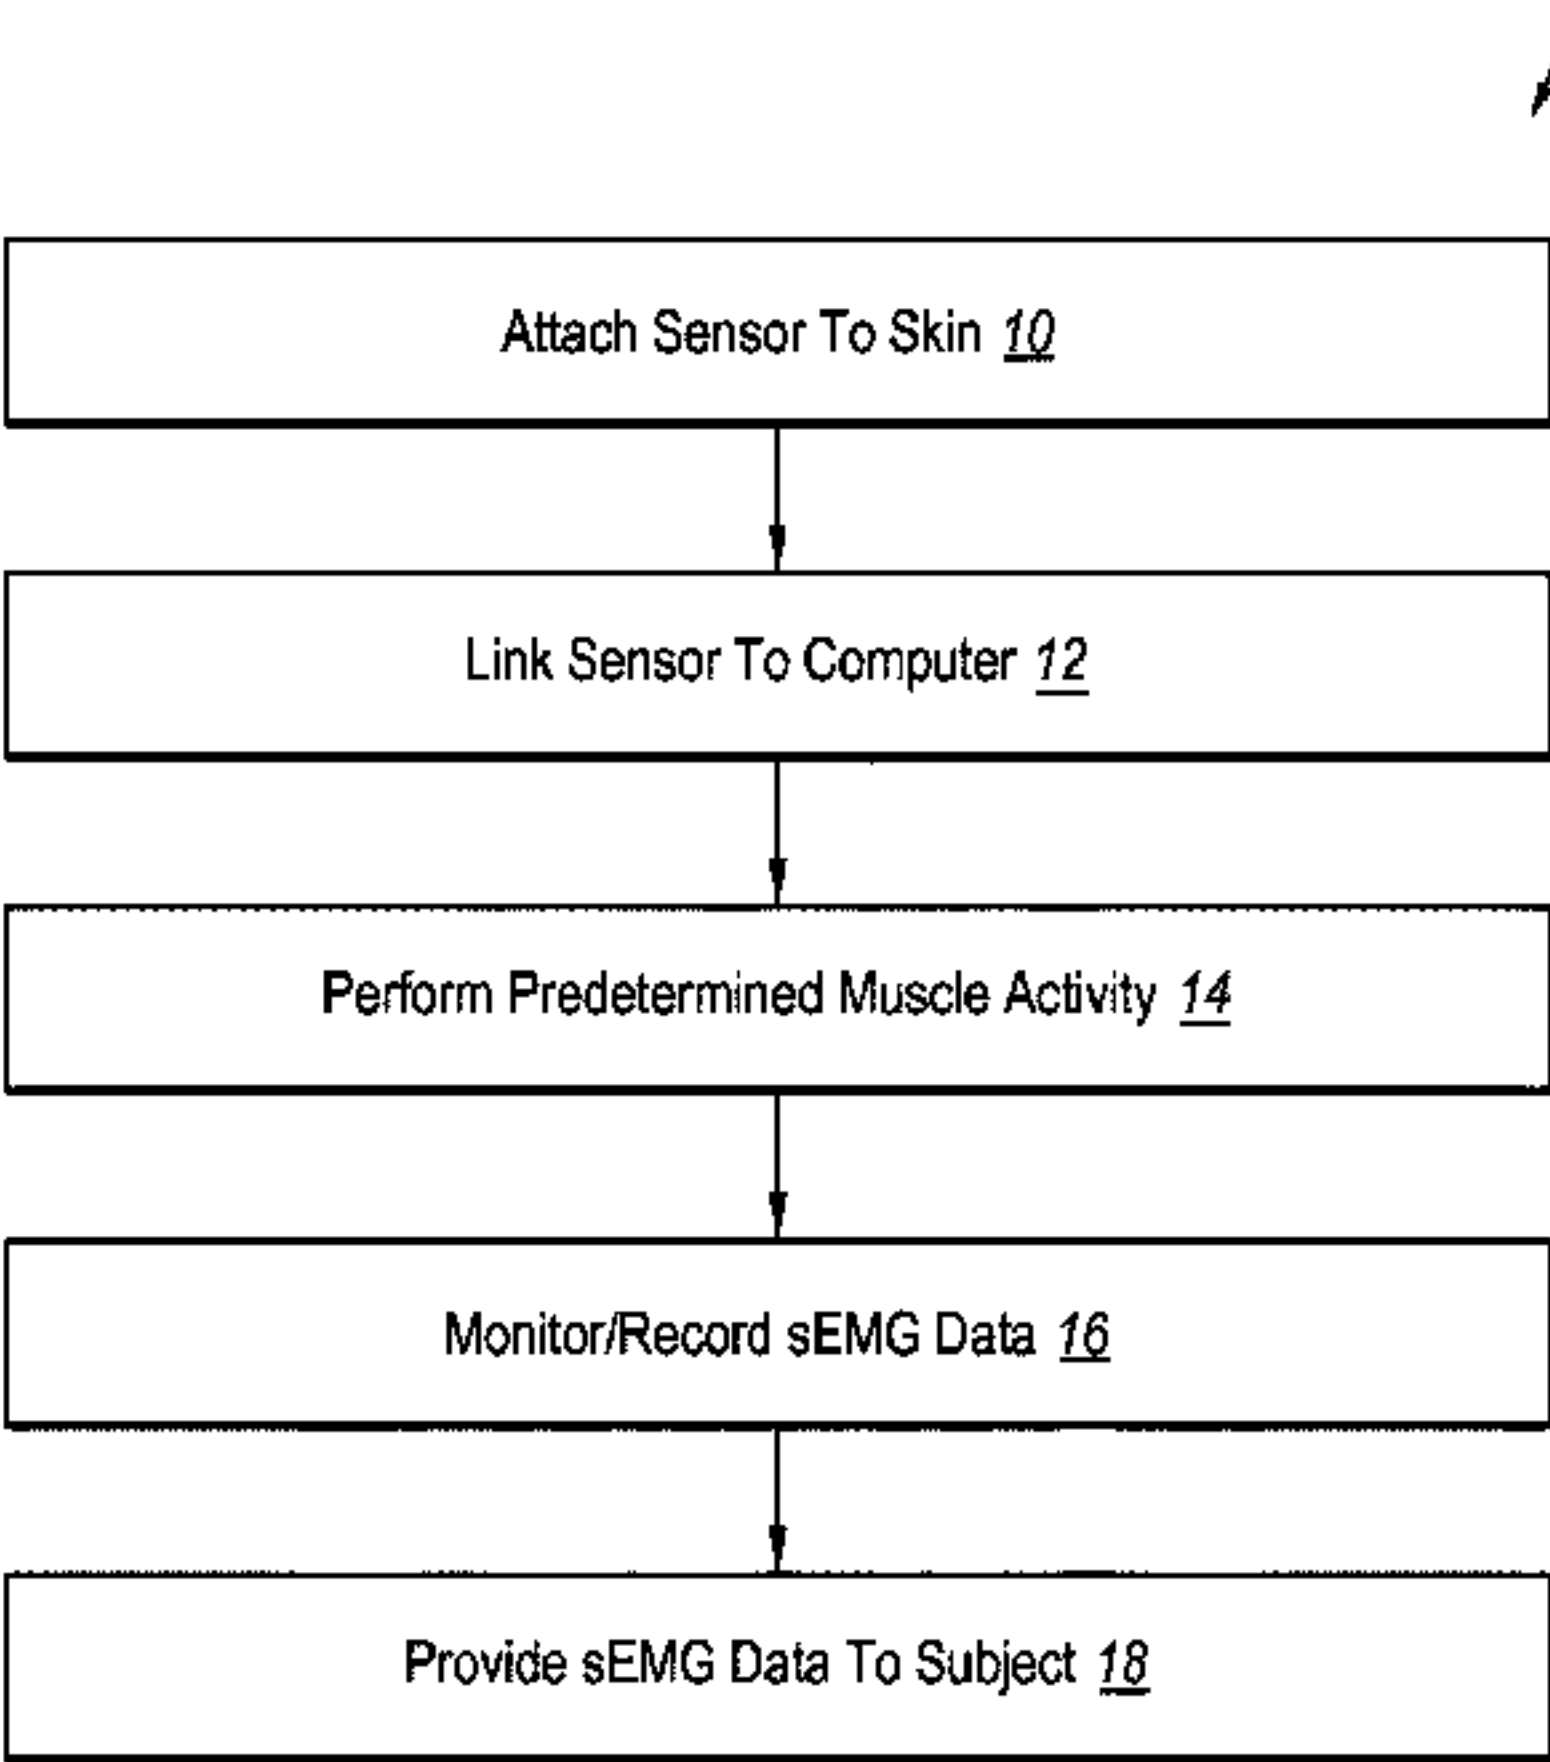 Attach Sensor To Skin 10
Link Sensor To Computer 12
Perform Predetermined Muscle Activity 14
Monitor/Record sEMG Data 16
Provide sEMG Data To Subject 18